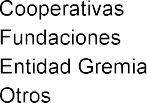 Cooperativas
Fundaciones
Entidad Gremia
Otros